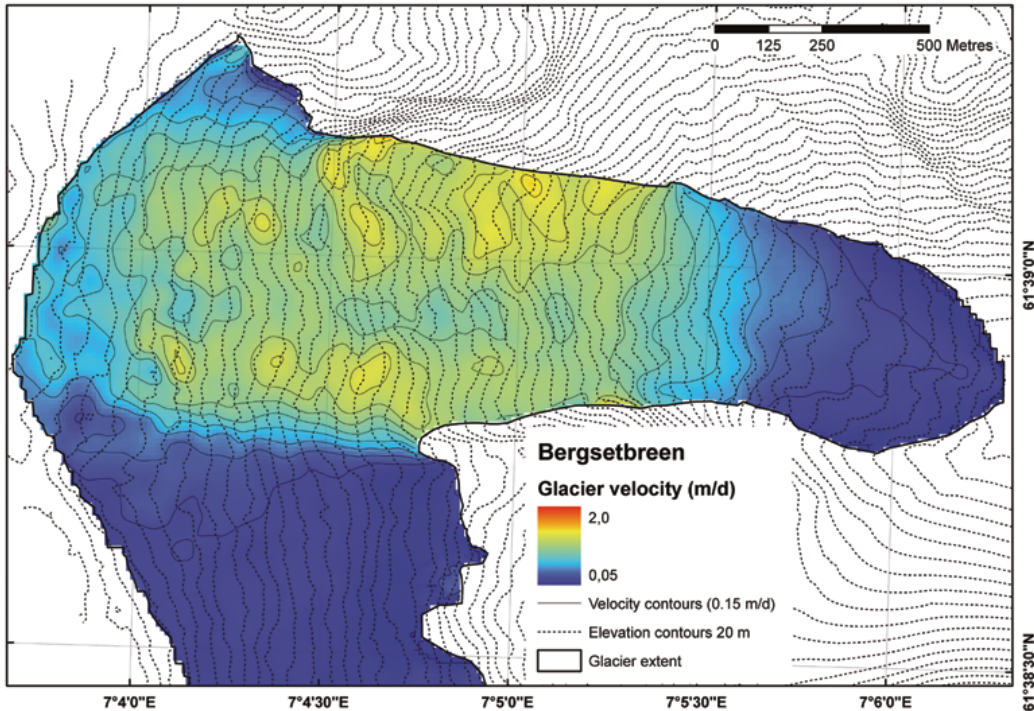 0 125 250 500 Metres
61°39'0"N
Bergsetbreen
Glacier velocity (m/d)
2,0
0,05
Velocity contours (0.15 m/d)
Elevation contours 20 m
Glacier extent
61°38'30"N
7°4'0"E 7°4'30"E 7°5'0"E 7°5'30"E 7°6'0"E